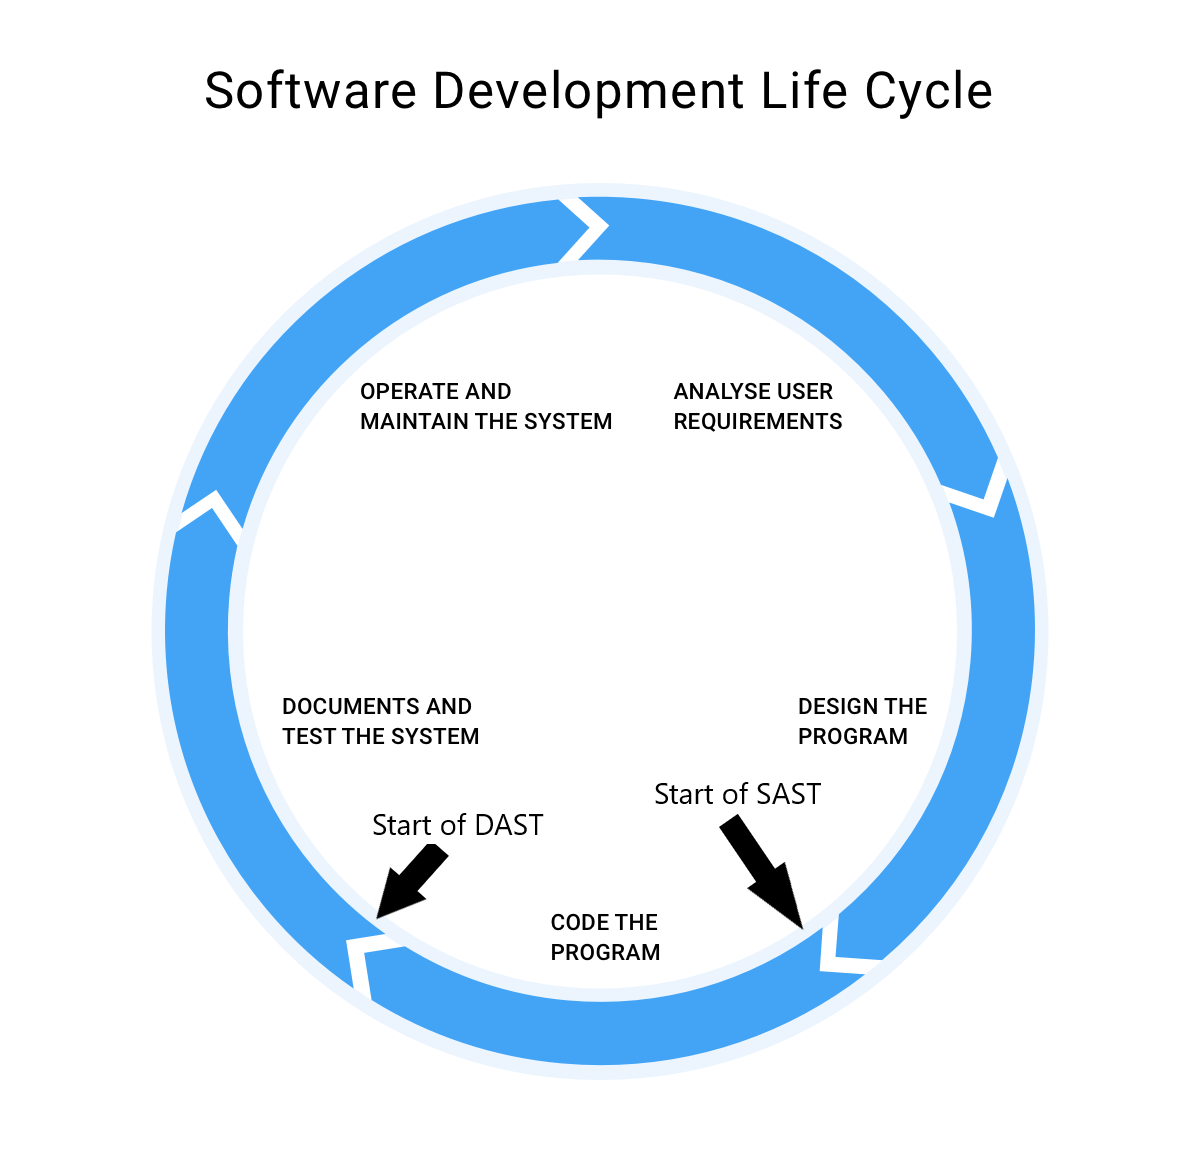 Software Development Life Cycle
OPERATE AND
MAINTAIN THE SYSTEM
ANALYSE USER
REQUIREMENTS
DOCUMENTS AND
TEST THE SYSTEM
DESIGN THE
PROGRAM
Start of SAST
Start of DAST
CODE THE
PROGRAM